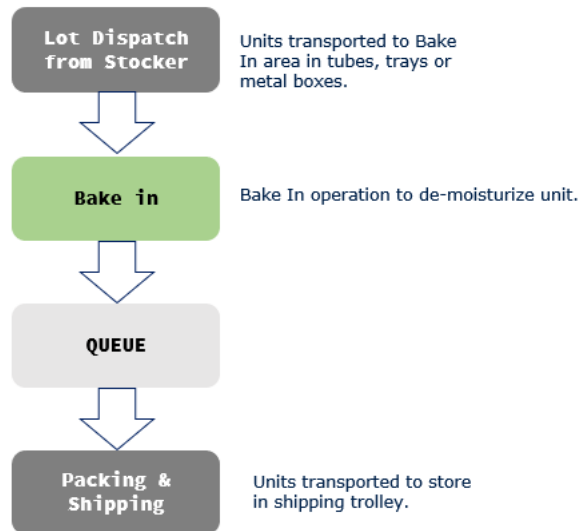 Lot Dispatch
from Stocker
Units transported to Bake
In area in tubes, trays or
metal boxes.
Bake in
Bake In operation to de-moisturize unit.
QUEUE
Packing &
Shipping
Units transported to store
in shipping trolley.